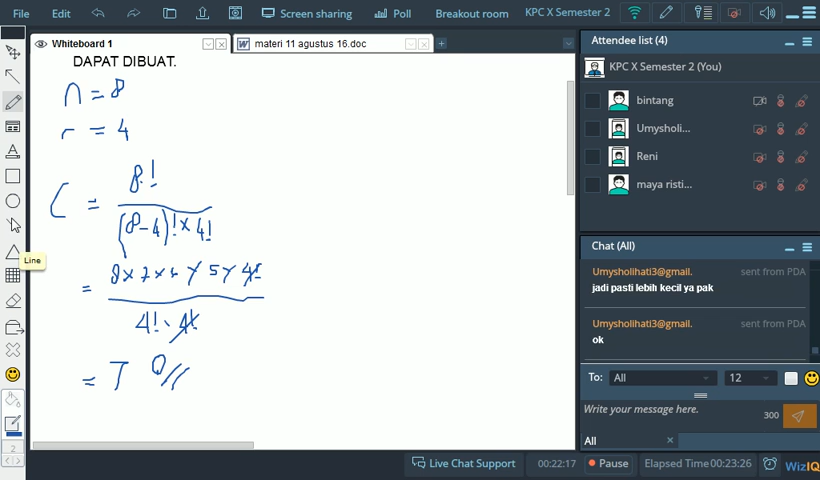 File Edit Screen sharing Poll Breakout room KPC X Semester 2
Whiteboard 1 materi 11 agustus 16.doc
DAPAT DIBUAT.
n = 8
r = 4
C = 8! / (8-4)! x 4!
= 8 x 7 x 6 x 5 x 4! / 4! . 4!
= 70//
Line
2
Attendee list (4)
KPC X Semester 2 (You)
bintang
Umysholi...
Reni
maya risti...
Chat (All)
Umysholihati3@gmail. sent from PDA
jadi pasti lebih kecil ya pak
Umysholihati3@gmail. sent from PDA
ok
To: All 12
Write your message here. 300
All
Live Chat Support 00:22:17 Pause Elapsed Time 00:23:26 WizIQ